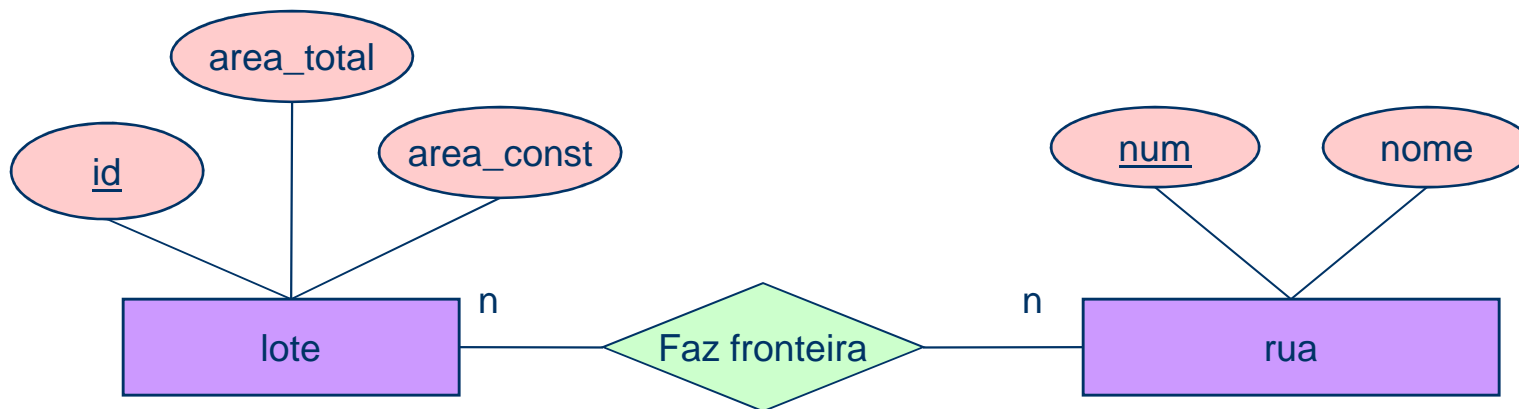 area_total
id
area_const
num
nome
n
n
lote
Faz fronteira
rua